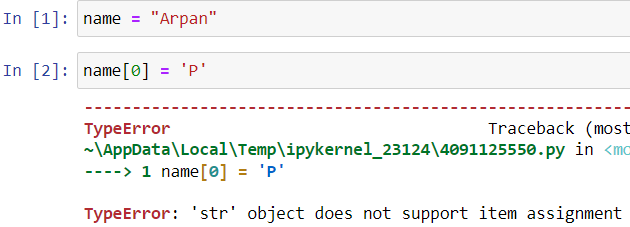 In [1]: name = "Arpan"
In [2]: name[0] = 'P'
---------------------------------------------------------------------------
TypeError Traceback (most
~\AppData\Local\Temp\ipykernel_23124\4091125550.py in <mo
----> 1 name[0] = 'P'
TypeError: 'str' object does not support item assignment